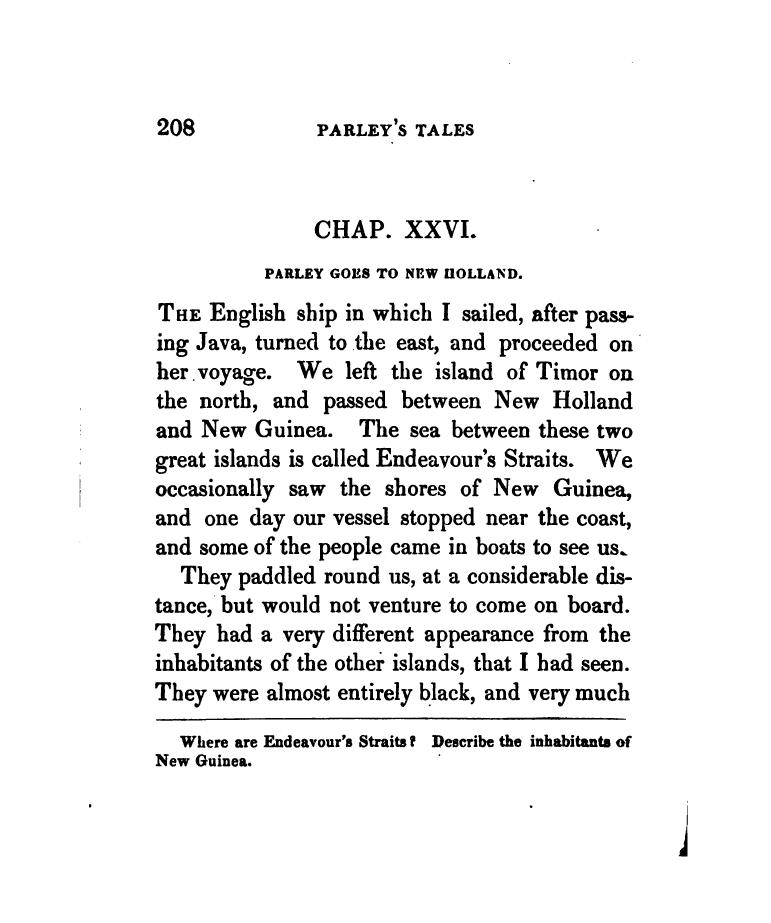 208 PARLEY'S TALES
CHAP. XXVI.
PARLEY GOES TO NEW HOLLAND.
THE English ship in which I sailed, after pass-
ing Java, turned to the east, and proceeded on
her voyage. We left the island of Timor on
the north, and passed between New Holland
and New Guinea. The sea between these two
great islands is called Endeavour's Straits. We
occasionally saw the shores of New Guinea,
and one day our vessel stopped near the coast,
and some of the people came in boats to see us.
They paddled round us, at a considerable dis-
tance, but would not venture to come on board.
They had a very different appearance from the
inhabitants of the other islands, that I had seen.
They were almost entirely black, and very much
Where are Endeavour's Straits? Describe the inhabitants of
New Guinea.